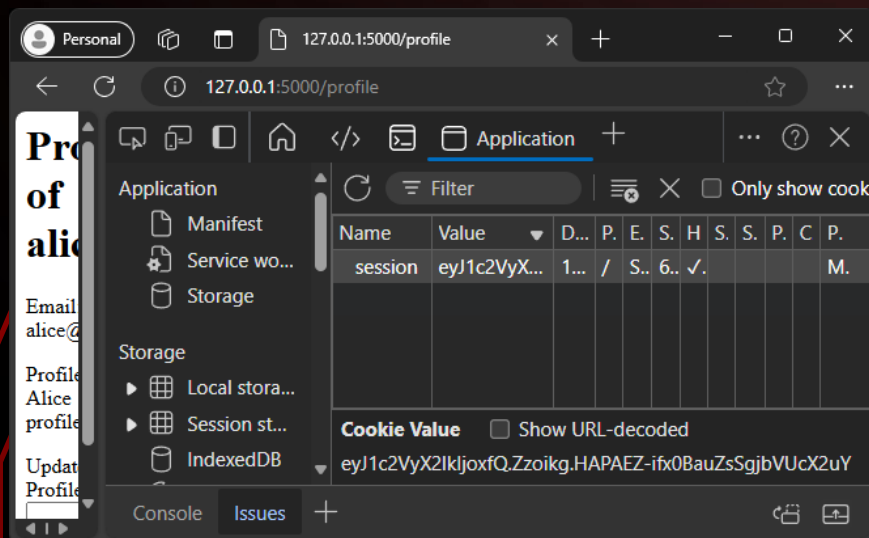 Personal
127.0.0.1:5000/profile
127.0.0.1:5000/profile
Pro
of
alic
Email
alice@
Profile
Alice
profile
Updat
Profile
Application
Application
Manifest
Service wo...
Storage
Storage
Local stora...
Session st...
IndexedDB
Filter
Only show cook
Name Value D... P. E. S. H S. S. P. C P.
session eyJ1c2VyX... 1... / S.. 6.. ✓. M.
Cookie Value Show URL-decoded
eyJ1c2VyX2lkIjoxfQ.Zzoikg.HAPAEZ-ifx0BauZsSgjbVUcX2uY
Console Issues